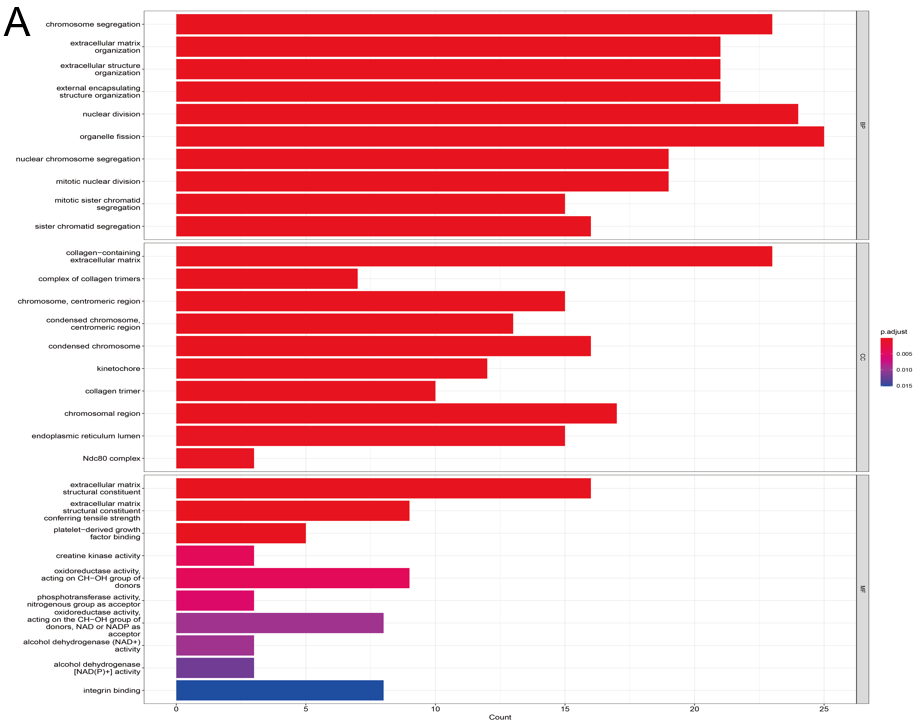 A
chromosome segregation
extracellular matrix
organization
extracellular structure
organization
external encapsulating
structure organization
nuclear division
organelle fission
nuclear chromosome segregation
mitotic nuclear division
mitotic sister chromatid
segregation
sister chromatid segregation
BP
collagen−containing
extracellular matrix
complex of collagen trimers
chromosome, centromeric region
condensed chromosome,
centromeric region
condensed chromosome
kinetochore
collagen trimer
chromosomal region
endoplasmic reticulum lumen
Ndc80 complex
CC
p.adjust
0.005
0.010
0.015
extracellular matrix
structural constituent
extracellular matrix
structural constituent
conferring tensile strength
platelet−derived growth
factor binding
creatine kinase activity
oxidoreductase activity,
acting on CH−OH group of
donors
phosphotransferase activity,
nitrogenous group as acceptor
oxidoreductase activity,
acting on the CH−OH group of
donors, NAD or NADP as
acceptor
alcohol dehydrogenase (NAD+)
activity
alcohol dehydrogenase
[NAD(P)+] activity
integrin binding
MF
0 5 10 15 20 25
Count